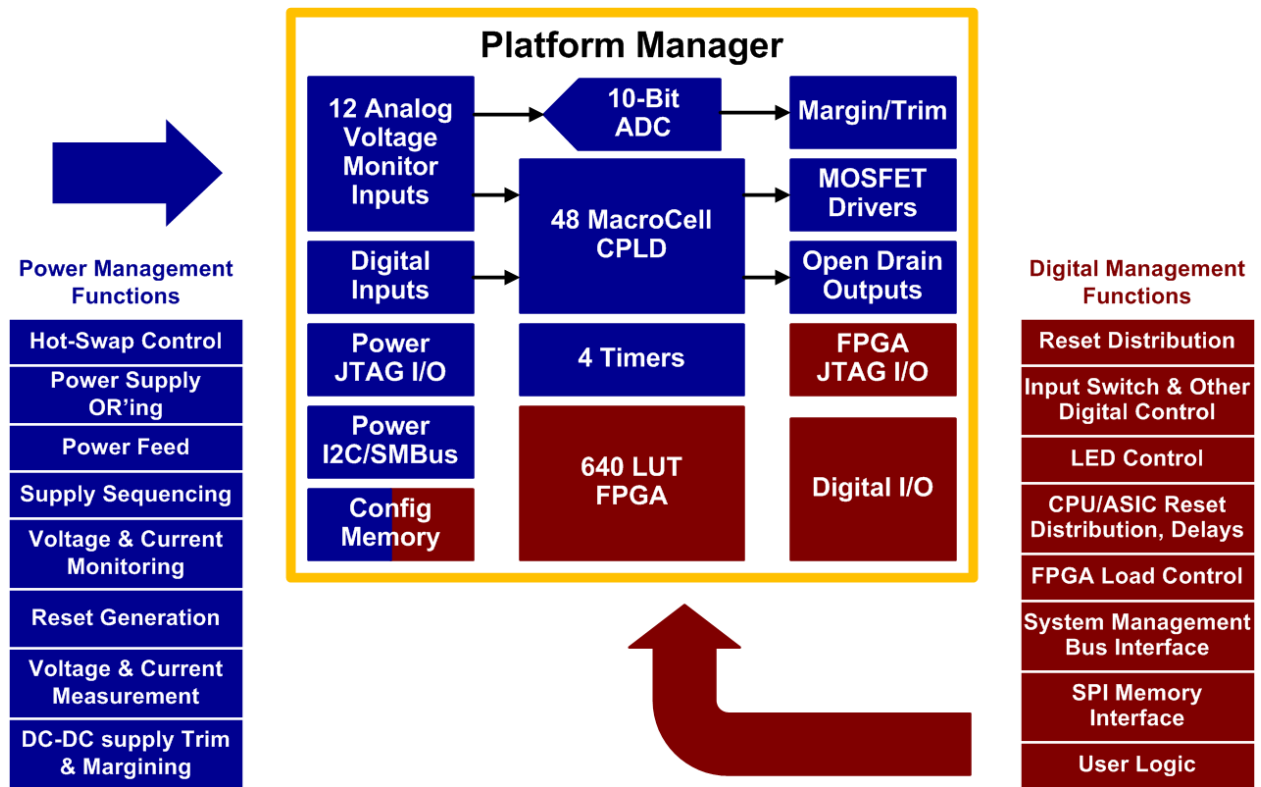 Platform Manager
12 Analog
Voltage
Monitor
Inputs
10-Bit
ADC
Margin/Trim
48 MacroCell
CPLD
MOSFET
Drivers
Digital
Inputs
Open Drain
Outputs
Power
JTAG I/O
4 Timers
FPGA
JTAG I/O
Power
I2C/SMBus
640 LUT
FPGA
Digital I/O
Config
Memory
Power Management
Functions
Hot-Swap Control
Power Supply
OR'ing
Power Feed
Supply Sequencing
Voltage & Current
Monitoring
Reset Generation
Voltage & Current
Measurement
DC-DC supply Trim
& Margining
Digital Management
Functions
Reset Distribution
Input Switch & Other
Digital Control
LED Control
CPU/ASIC Reset
Distribution, Delays
FPGA Load Control
System Management
Bus Interface
SPI Memory
Interface
User Logic